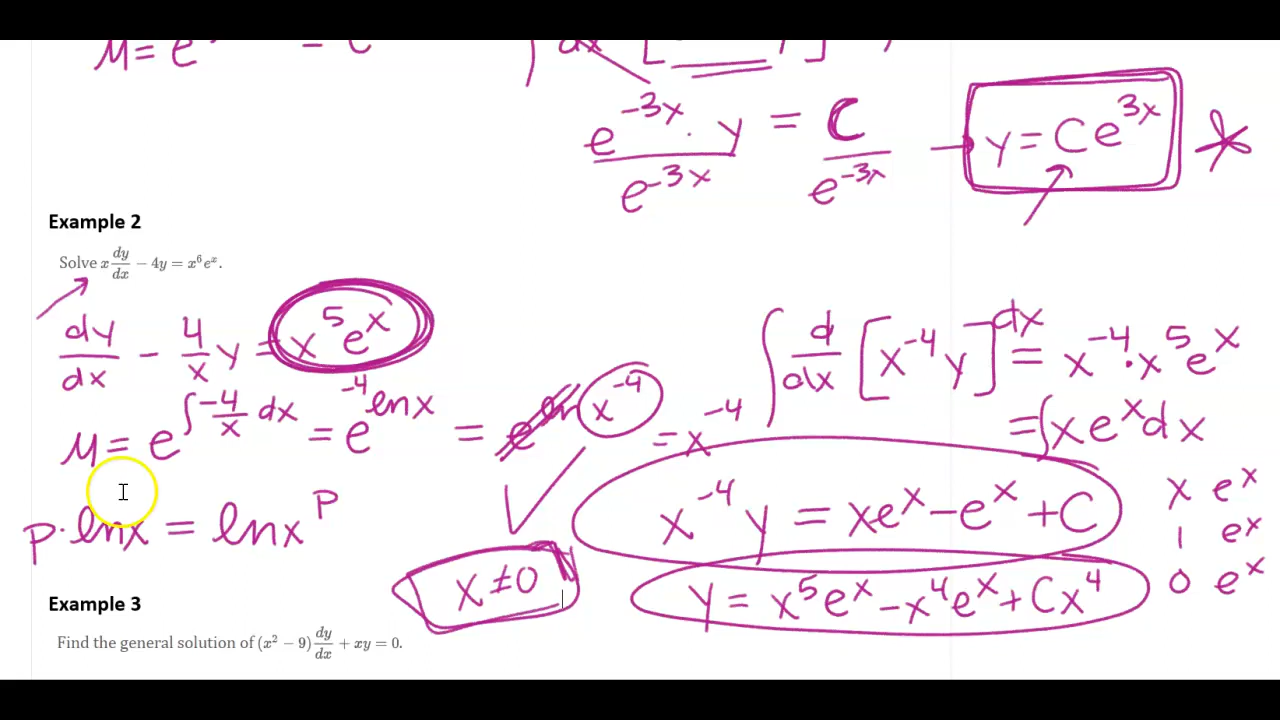 μ = e
e^{-3x} · y / e^{-3x} = C / e^{-3x} → y = Ce^{3x} *
Example 2
Solve x dy/dx − 4y = x^6 e^x.
dy/dx − 4/x y = x^5 e^x
μ = e^{∫ -4/x dx} = e^{-4 ln x} = x^{-4} = x^{-4}
p · ln x = ln x^p
x ≠ 0
∫ d/dx [x^{-4} y] dx = x^{-4} · x^5 e^x
= ∫ x e^x dx
x^{-4} y = xe^x − e^x + C
y = x^5 e^x − x^4 e^x + Cx^4
x e^x
1 e^x
0 e^x
Example 3
Find the general solution of (x^2 − 9) dy/dx + xy = 0.